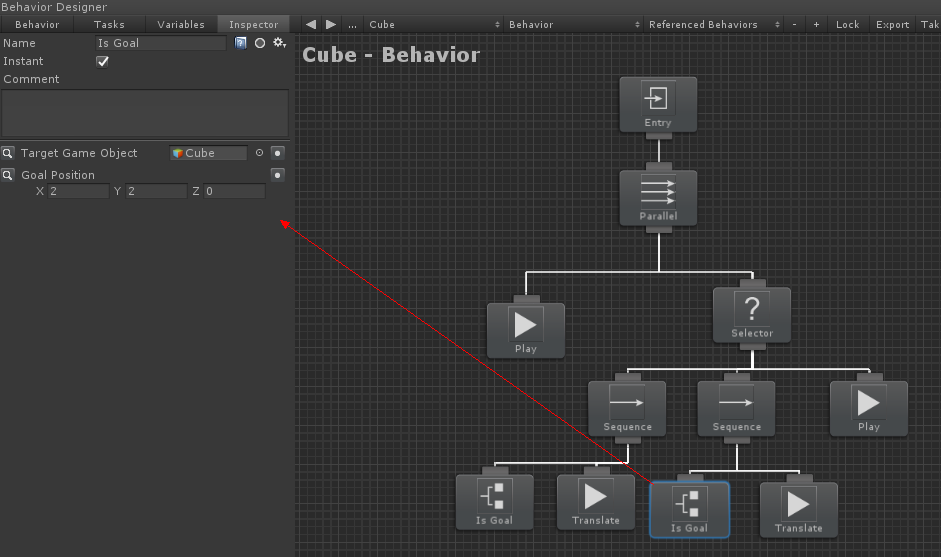 Behavior Designer
Behavior Tasks Variables Inspector ... Cube Behavior Referenced Behaviors - + Lock Export Tak
Name Is Goal
Instant
Comment
Target Game Object Cube
Goal Position
X 2 Y 2 Z 0
Cube - Behavior
Entry
Parallel
Play
?
Selector
Sequence
Sequence
Play
Is Goal
Translate
Is Goal
Translate